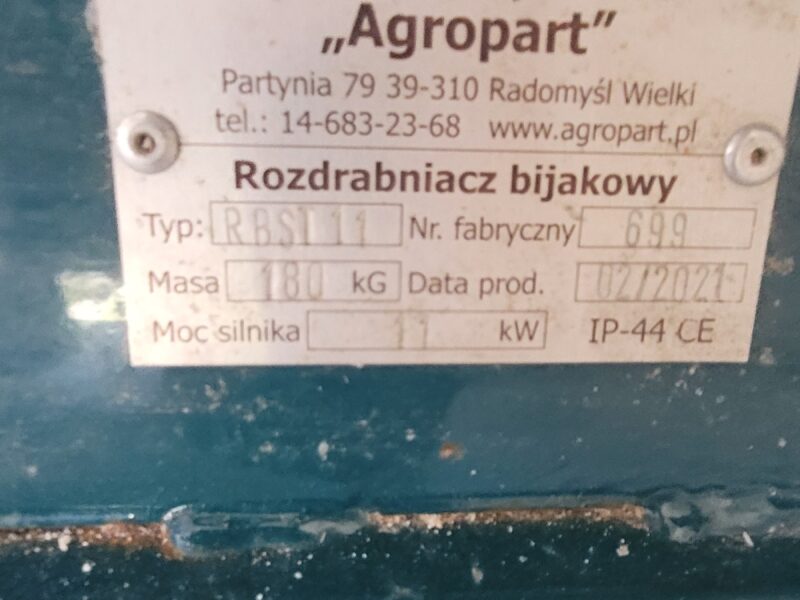 „Agropart”
Partynia 79 39-310 Radomyśl Wielki
tel.: 14-683-23-68 www.agropart.pl
Rozdrabniacz bijakowy
Typ: RBST 11 Nr. fabryczny 699
Masa 180 kG Data prod. 02/2021
Moc silnika 11 kW IP-44 CE